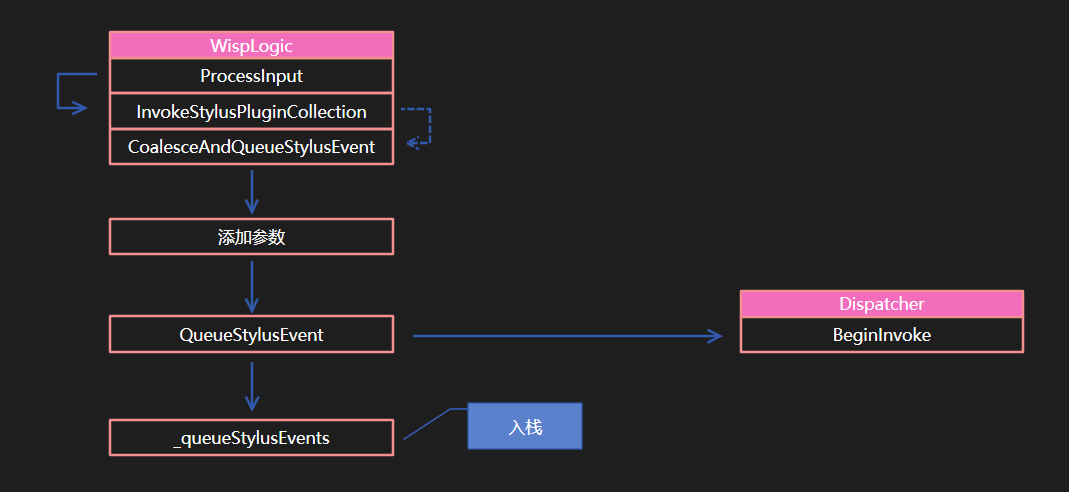 WispLogic
ProcessInput
InvokeStylusPluginCollection
CoalesceAndQueueStylusEvent
添加参数
QueueStylusEvent
Dispatcher
BeginInvoke
_queueStylusEvents
入栈